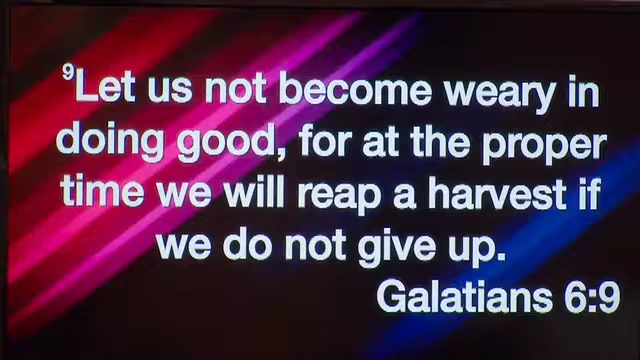 ⁹Let us not become weary in
doing good, for at the proper
time we will reap a harvest if
we do not give up.
Galatians 6:9